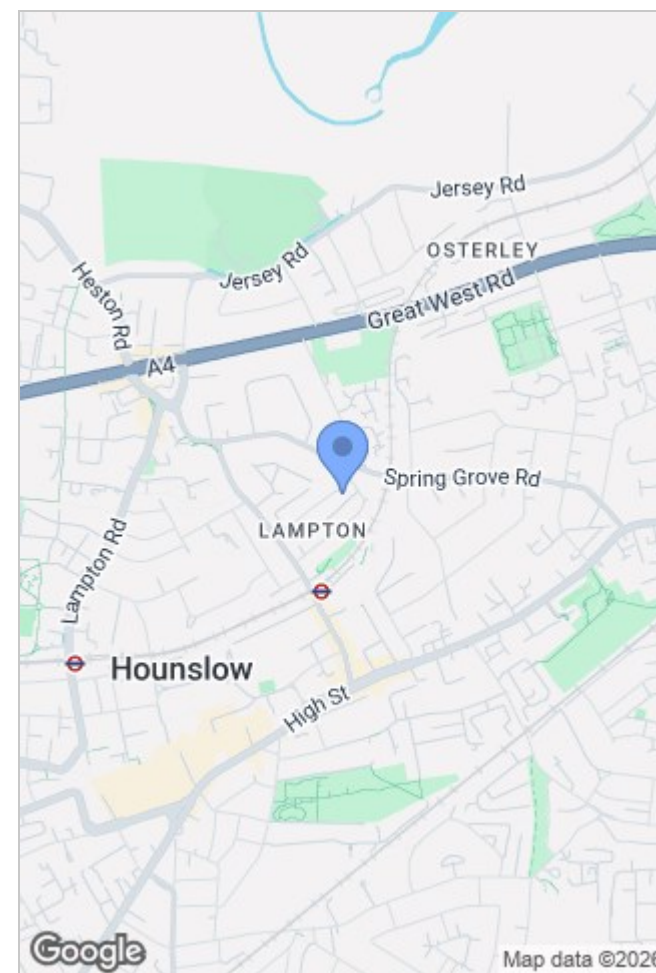 Jersey Rd
OSTERLEY
Jersey Rd
Great West Rd
Heston Rd
A4
Spring Grove Rd
LAMPTON
Lampton Rd
Hounslow
High St
Google
Map data ©2026